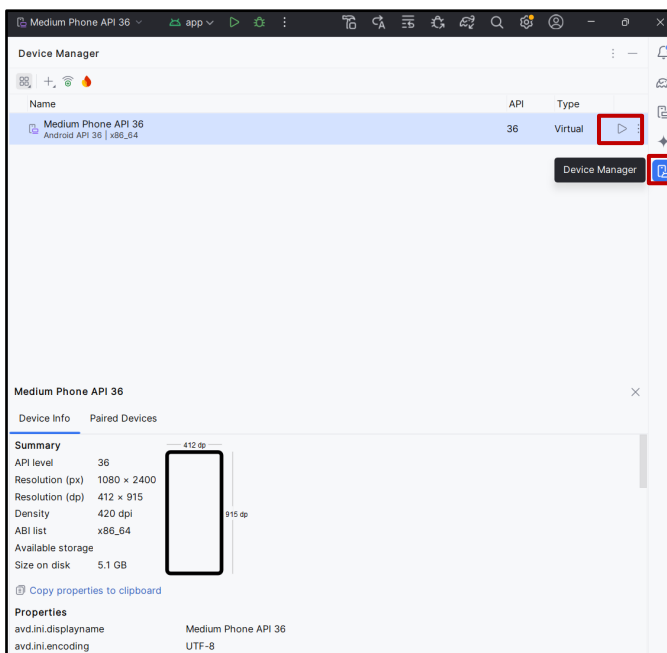 Medium Phone API 36 app
Device Manager
Name API Type
Medium Phone API 36
Android API 36 | x86_64
36 Virtual
Device Manager
Medium Phone API 36
Device Info Paired Devices
Summary
API level 36
Resolution (px) 1080 × 2400
Resolution (dp) 412 × 915
Density 420 dpi
ABI list x86_64
Available storage
Size on disk 5.1 GB
412 dp
915 dp
Copy properties to clipboard
Properties
avd.ini.displayname Medium Phone API 36
avd.ini.encoding UTF-8